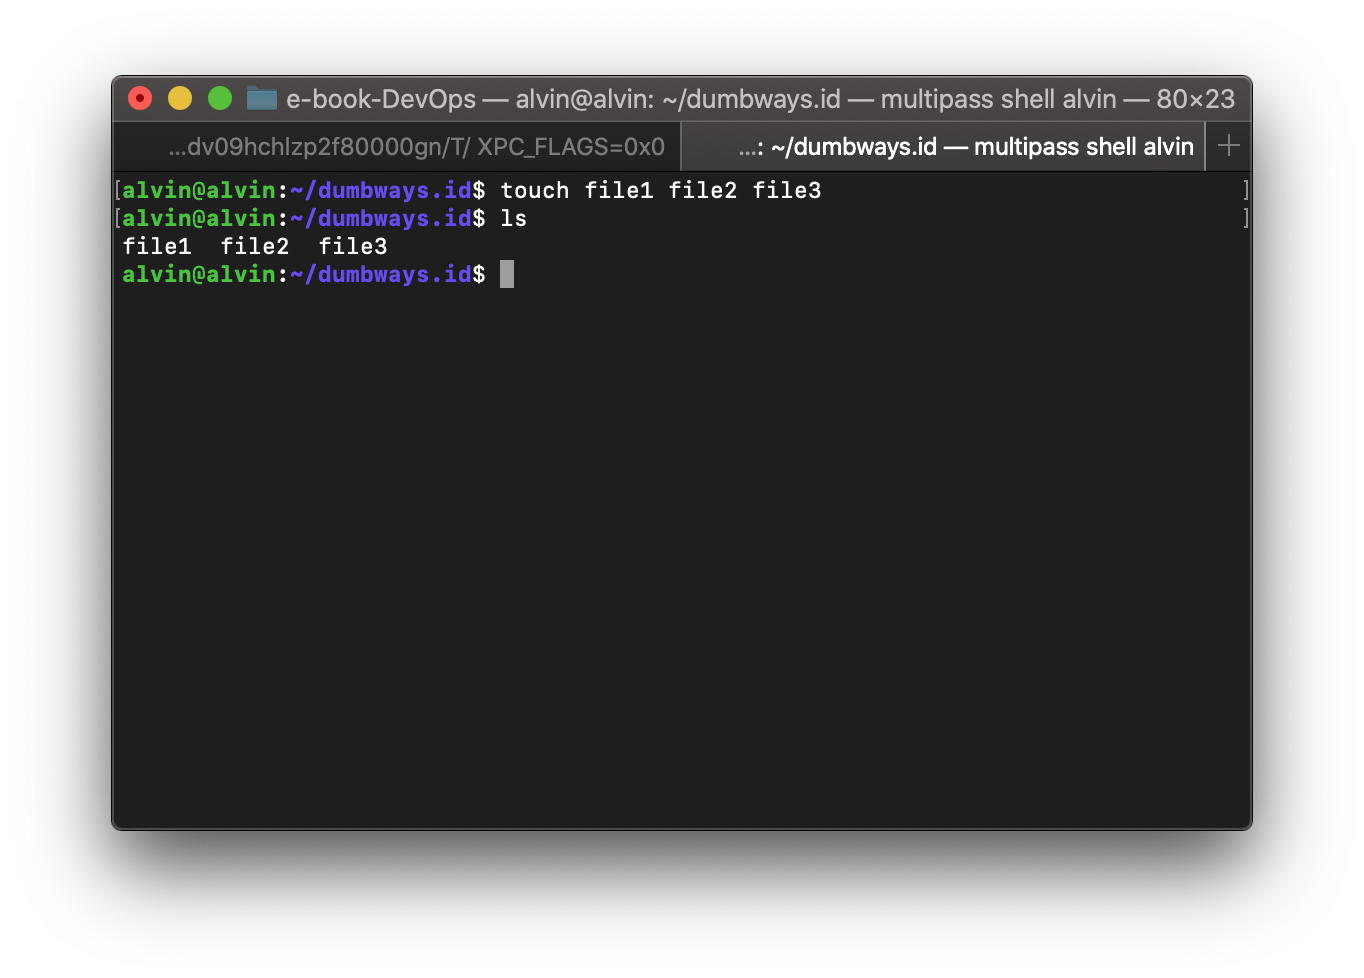 e-book-DevOps — alvin@alvin: ~/dumbways.id — multipass shell alvin — 80×23
...dv09hchlzp2f80000gn/T/ XPC_FLAGS=0x0 ...: ~/dumbways.id — multipass shell alvin +
[alvin@alvin:~/dumbways.id$ touch file1 file2 file3 ]
[alvin@alvin:~/dumbways.id$ ls ]
file1  file2  file3
alvin@alvin:~/dumbways.id$